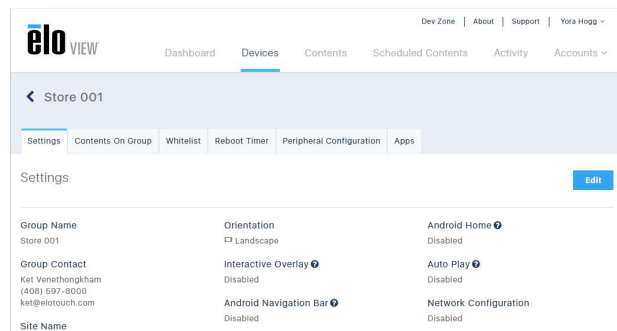 Dev Zone | About | Support | Yora Hogg
ēlo VIEW
Dashboard Devices Contents Scheduled Contents Activity Accounts
Store 001
Settings Contents On Group Whitelist Reboot Timer Peripheral Configuration Apps
Settings
Edit
Group Name
Store 001
Group Contact
Ket Venethongkham
(408) 597-8000
ket@elotouch.com
Site Name
Orientation
Landscape
Interactive Overlay ?
Disabled
Android Navigation Bar ?
Disabled
Android Home ?
Disabled
Auto Play ?
Disabled
Network Configuration
Disabled